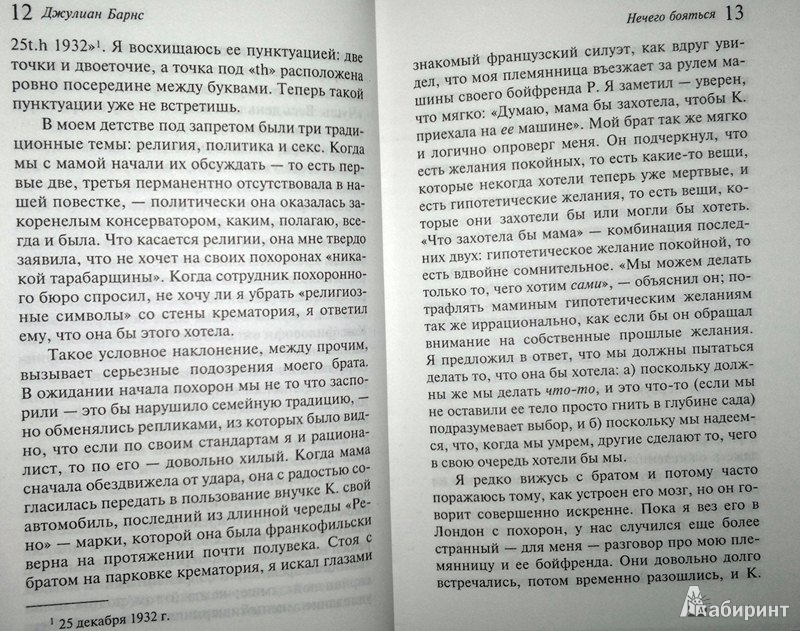 12 Джулиан Барнс
25t.h 1932»¹. Я восхищаюсь ее пунктуацией: две
точки и двоеточие, а точка под «th» расположена
ровно посередине между буквами. Теперь такой
пунктуации уже не встретишь.
В моем детстве под запретом были три тради-
ционные темы: религия, политика и секс. Когда
мы с мамой начали их обсуждать — то есть пер-
вые две, третья перманентно отсутствовала в на-
шей повестке, — политически она оказалась за-
коренелым консерватором, каким, полагаю, все-
гда и была. Что касается религии, она мне твердо
заявила, что не хочет на своих похоронах «ника-
кой тарабарщины». Когда сотрудник похоронно-
го бюро спросил, не хочу ли я убрать «религиоз-
ные символы» со стены крематория, я ответил
ему, что она бы этого хотела.
Такое условное наклонение, между прочим,
вызывает серьезные подозрения моего брата.
В ожидании начала похорон мы не то что заспо-
рили — это бы нарушило семейную традицию, —
но обменялись репликами, из которых было вид-
но, что если по своим стандартам я и рациона-
лист, то по его — довольно хилый. Когда мама
сначала обездвижела от удара, она с радостью со-
гласилась передать в пользование внучке К. свой
автомобиль, последний из длинной череды «Ре-
но» — марки, которой она была франкофильски
верна на протяжении почти полувека. Стоя с
братом на парковке крематория, я искал глазами
¹ 25 декабря 1932 г.
Нечего бояться 13
знакомый французский силуэт, как вдруг уви-
дел, что моя племянница въезжает за рулем ма-
шины своего бойфренда Р. Я заметил — уверен,
что мягко: «Думаю, мама бы захотела, чтобы К.
приехала на ее машине». Мой брат так же мягко
и логично опроверг меня. Он подчеркнул, что
есть желания покойных, то есть какие-то вещи,
которые некогда хотели теперь уже мертвые, и
есть гипотетические желания, то есть вещи, ко-
торые они захотели бы или могли бы хотеть.
«Что захотела бы мама» — комбинация послед-
них двух: гипотетическое желание покойной, то
есть вдвойне сомнительное. «Мы можем делать
только то, чего хотим сами», — объяснил он; по-
трафлять маминым гипотетическим желаниям
так же иррационально, как если бы он обращал
внимание на собственные прошлые желания.
Я предложил в ответ, что мы должны пытаться
делать то, что она бы хотела: а) поскольку долж-
ны же мы делать что-то, и это что-то (если мы
не оставили ее тело просто гнить в глубине сада)
подразумевает выбор, и б) поскольку мы надеем-
ся, что, когда мы умрем, другие сделают то, чего
в свою очередь хотели бы мы.
Я редко вижусь с братом и потому часто
поражаюсь тому, как устроен его мозг, но он го-
ворит совершенно искренне. Пока я вез его в
Лондон с похорон, у нас случился еще более
странный — для меня — разговор про мою пле-
мянницу и ее бойфренда. Они довольно долго
встречались, потом временно разошлись, и К.
Лабиринт